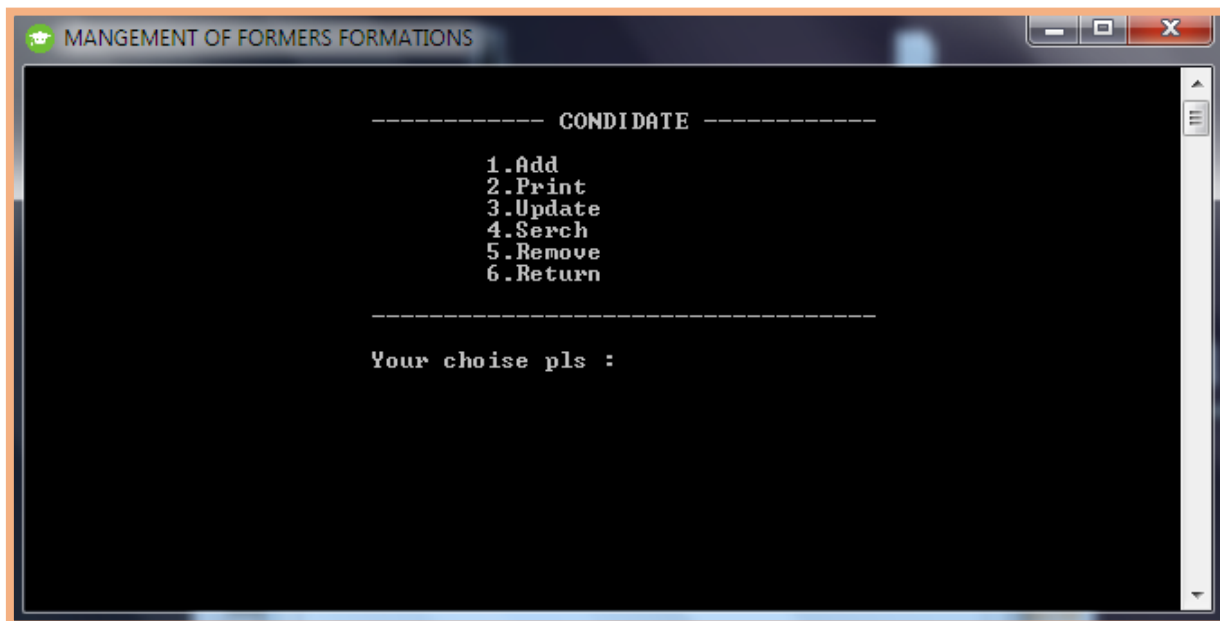 MANGEMENT OF FORMERS FORMATIONS
------------ CONDIDATE ------------
1.Add
2.Print
3.Update
4.Serch
5.Remove
6.Return
-----------------------------------
Your choise pls :